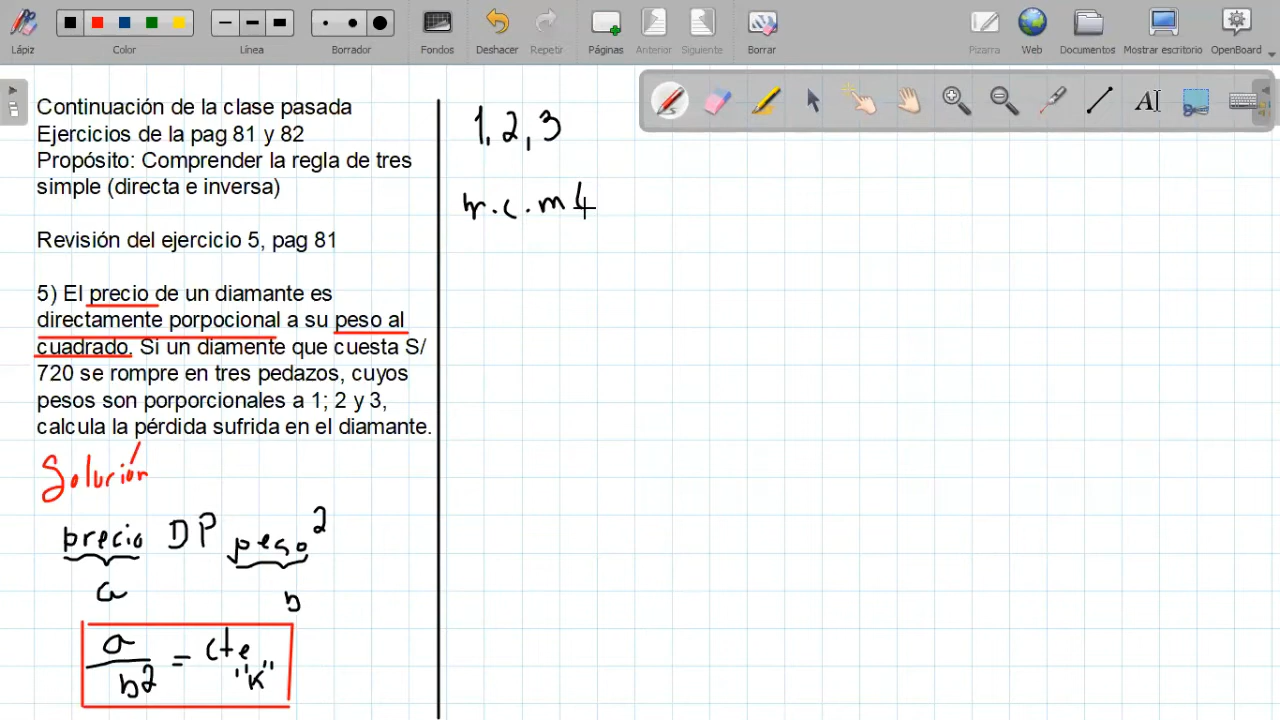 Lápiz
Color
Línea
Borrador
Fondos
Deshacer
Repetir
Páginas
Anterior
Siguiente
Borrar
Pizarra
Web
Documentos
Mostrar escritorio
OpenBoard
Continuación de la clase pasada
Ejercicios de la pag 81 y 82
Propósito: Comprender la regla de tres
simple (directa e inversa)
Revisión del ejercicio 5, pag 81
5) El precio de un diamante es
directamente porpocional a su peso al
cuadrado. Si un diamente que cuesta S/
720 se rompre en tres pedazos, cuyos
pesos son porporcionales a 1; 2 y 3,
calcula la pérdida sufrida en el diamante.
Solución
precio DP peso²
a b
a/b² = cte "K"
1, 2, 3
m.c.m